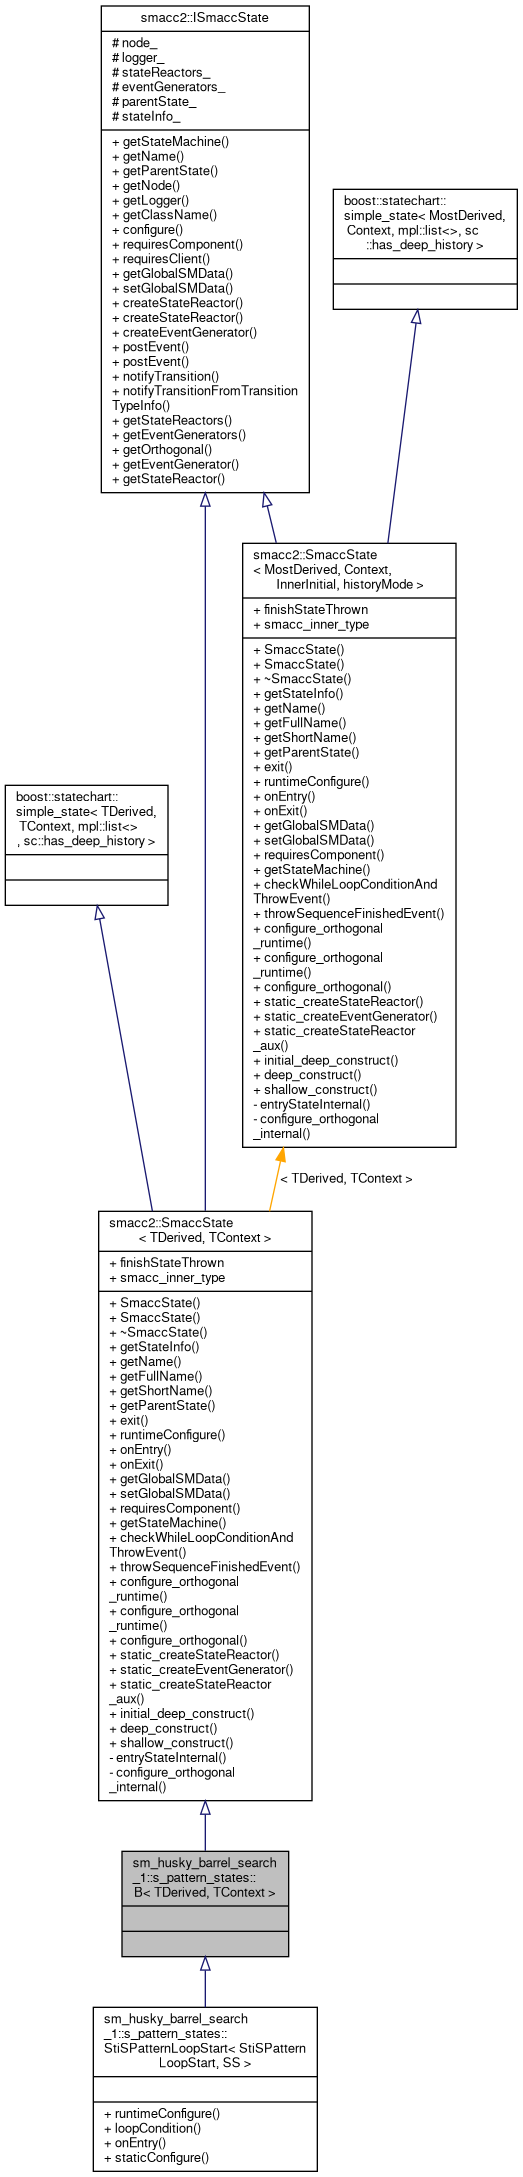 smacc2::ISmaccState
# node_
# logger_
# stateReactors_
# eventGenerators_
# parentState_
# stateInfo_
+ getStateMachine()
+ getName()
+ getParentState()
+ getNode()
+ getLogger()
+ getClassName()
+ configure()
+ requiresComponent()
+ requiresClient()
+ getGlobalSMData()
+ setGlobalSMData()
+ createStateReactor()
+ createStateReactor()
+ createEventGenerator()
+ postEvent()
+ postEvent()
+ notifyTransition()
+ notifyTransitionFromTransition
TypeInfo()
+ getStateReactors()
+ getEventGenerators()
+ getOrthogonal()
+ getEventGenerator()
+ getStateReactor()
boost::statechart::
simple_state< MostDerived,
Context, mpl::list<>, sc
::has_deep_history >
smacc2::SmaccState
< MostDerived, Context,
InnerInitial, historyMode >
+ finishStateThrown
+ smacc_inner_type
+ SmaccState()
+ SmaccState()
+ ~SmaccState()
+ getStateInfo()
+ getName()
+ getFullName()
+ getShortName()
+ getParentState()
+ exit()
+ runtimeConfigure()
+ onEntry()
+ onExit()
+ getGlobalSMData()
+ setGlobalSMData()
+ requiresComponent()
+ getStateMachine()
+ checkWhileLoopConditionAnd
ThrowEvent()
+ throwSequenceFinishedEvent()
+ configure_orthogonal
_runtime()
+ configure_orthogonal
_runtime()
+ configure_orthogonal()
+ static_createStateReactor()
+ static_createEventGenerator()
+ static_createStateReactor
_aux()
+ initial_deep_construct()
+ deep_construct()
+ shallow_construct()
- entryStateInternal()
- configure_orthogonal
_internal()
boost::statechart::
simple_state< TDerived,
TContext, mpl::list<>
, sc::has_deep_history >
< TDerived, TContext >
smacc2::SmaccState
< TDerived, TContext >
+ finishStateThrown
+ smacc_inner_type
+ SmaccState()
+ SmaccState()
+ ~SmaccState()
+ getStateInfo()
+ getName()
+ getFullName()
+ getShortName()
+ getParentState()
+ exit()
+ runtimeConfigure()
+ onEntry()
+ onExit()
+ getGlobalSMData()
+ setGlobalSMData()
+ requiresComponent()
+ getStateMachine()
+ checkWhileLoopConditionAnd
ThrowEvent()
+ throwSequenceFinishedEvent()
+ configure_orthogonal
_runtime()
+ configure_orthogonal
_runtime()
+ configure_orthogonal()
+ static_createStateReactor()
+ static_createEventGenerator()
+ static_createStateReactor
_aux()
+ initial_deep_construct()
+ deep_construct()
+ shallow_construct()
- entryStateInternal()
- configure_orthogonal
_internal()
sm_husky_barrel_search
_1::s_pattern_states::
B< TDerived, TContext >
sm_husky_barrel_search
_1::s_pattern_states::
StiSPatternLoopStart< StiSPattern
LoopStart, SS >
+ runtimeConfigure()
+ loopCondition()
+ onEntry()
+ staticConfigure()